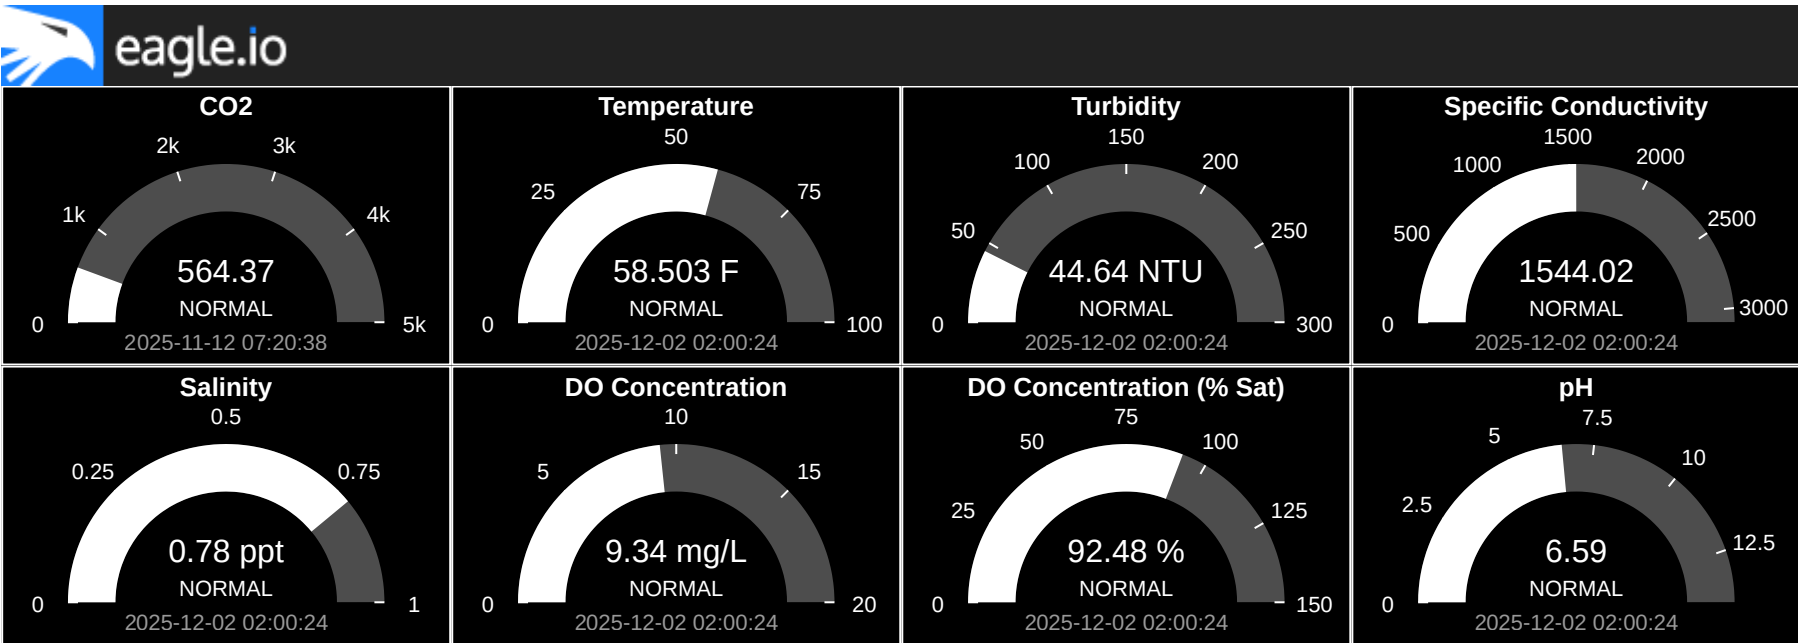 eagle.io
CO2
2k
3k
1k
4k
0
5k
564.37
NORMAL
2025-11-12 07:20:38
Temperature
50
25
75
0
100
58.503 F
NORMAL
2025-12-02 02:00:24
Turbidity
150
100
200
50
250
0
300
44.64 NTU
NORMAL
2025-12-02 02:00:24
Specific Conductivity
1500
1000
2000
500
2500
0
3000
1544.02
NORMAL
2025-12-02 02:00:24
Salinity
0.5
0.25
0.75
0
1
0.78 ppt
NORMAL
2025-12-02 02:00:24
DO Concentration
10
5
15
0
20
9.34 mg/L
NORMAL
2025-12-02 02:00:24
DO Concentration (% Sat)
75
50
100
25
125
0
150
92.48 %
NORMAL
2025-12-02 02:00:24
pH
7.5
5
10
2.5
12.5
0
6.59
NORMAL
2025-12-02 02:00:24